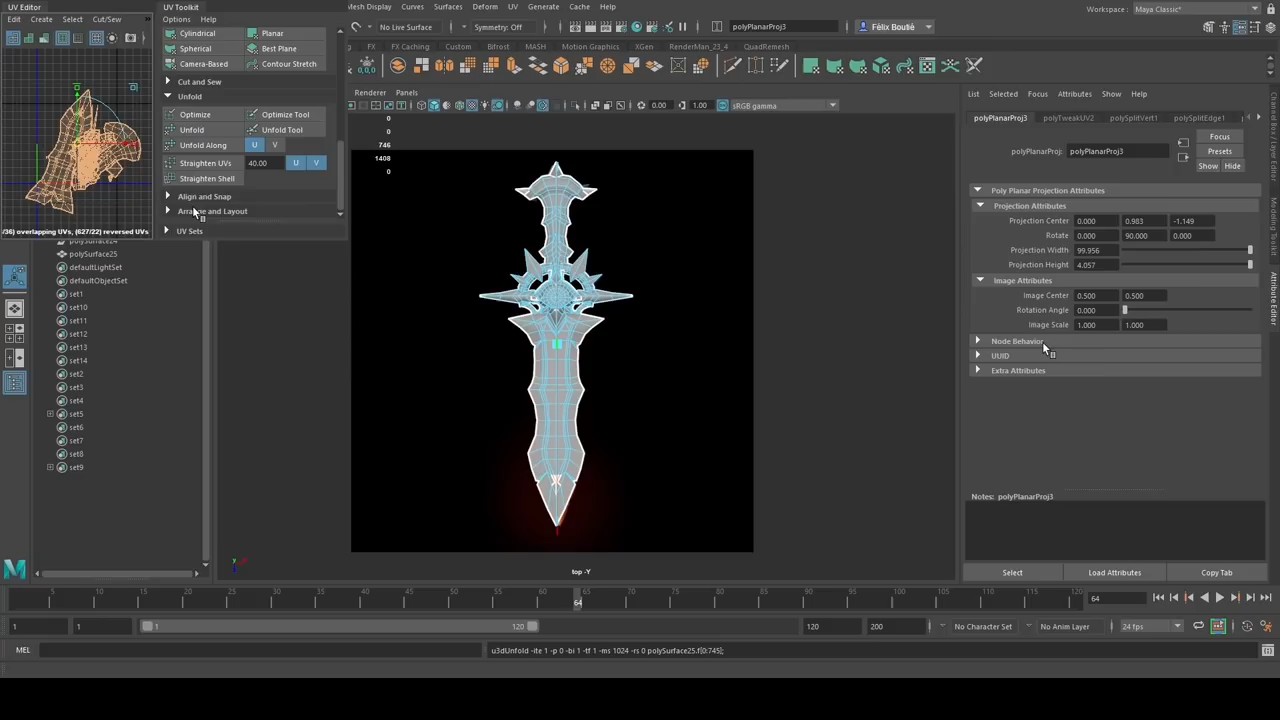 UV Editor
UV Toolkit
Mesh Display Curves Surfaces Deform UV Generate Cache Help
Workspace: Maya Classic*
Edit Create Select Cut/Sew
Options Help
No Live Surface
Symmetry: Off
polyPlanarProj3
Félix Boulté
Cylindrical Planar
Spherical Best Plane
Camera-Based Contour Stretch
FX FX Caching Custom Bifrost MASH Motion Graphics XGen RenderMan_23_4 QuadRemesh
Cut and Sew
Unfold
Optimize Optimize Tool
Unfold Unfold Tool
Unfold Along U V
Straighten UVs 40.00 U V
Straighten Shell
Align and Snap
Arrange and Layout
UV Sets
/36) overlapping UVs, (627/22) reversed UVs
Renderer Panels
0.00 1.00 sRGB gamma
0
0
746
1408
0
polySurface24
polySurface25
defaultLightSet
defaultObjectSet
set1
set10
set11
set12
set13
set14
set2
set3
set4
set5
set6
set7
set8
set9
top -Y
List Selected Focus Attributes Show Help
polyPlanarProj3 polyTweakUV2 polySplitVert1 polySplitEdge1
Focus
polyPlanarProj: polyPlanarProj3
Presets
Show Hide
Poly Planar Projection Attributes
Projection Attributes
Projection Center 0.000 0.983 -1.149
Rotate 0.000 90.000 0.000
Projection Width 99.956
Projection Height 4.057
Image Attributes
Image Center 0.500 0.500
Rotation Angle 0.000
Image Scale 1.000 1.000
Node Behavior
UUID
Extra Attributes
Notes: polyPlanarProj3
Select Load Attributes Copy Tab
Channel Box / Layer Editor
Modeling Toolkit
Attribute Editor
5 10 15 20 25 30 35 40 45 50 55 60 64 65 70 75 80 85 90 95 100 105 110 115 120
64
1 1 1 120 120 200 No Character Set No Anim Layer 24 fps
MEL
u3dUnfold -ite 1 -p 0 -bi 1 -tf 1 -ms 1024 -rs 0 polySurface25.f[0:745];